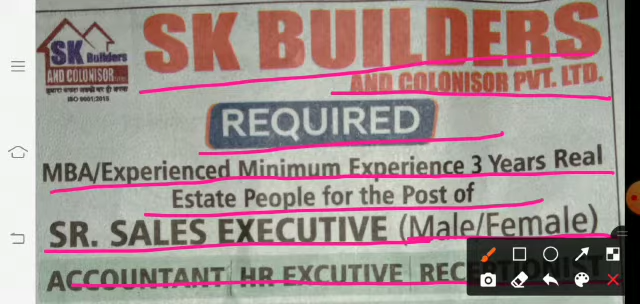 SK Builders
AND COLONISOR
ISO 9001:2015
SK BUILDERS
AND COLONISOR PVT. LTD.
REQUIRED
MBA/Experienced Minimum Experience 3 Years Real
Estate People for the Post of
SR. SALES EXECUTIVE (Male/Female)
ACCOUNTANT HR EXCUTIVE